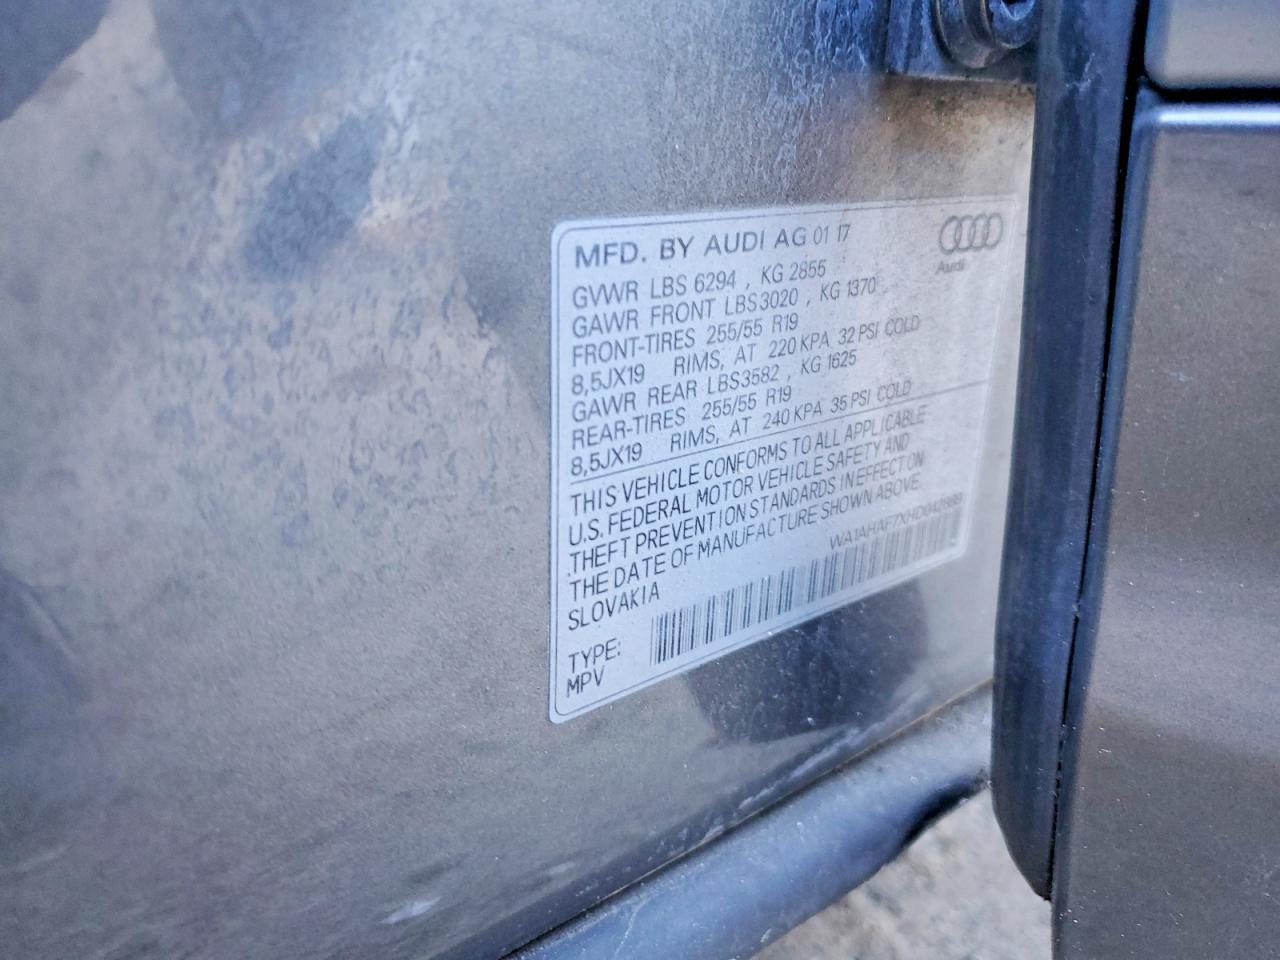 MFD. BY AUDI AG 01 17
Audi
GVWR LBS 6294 , KG 2855
GAWR FRONT LBS3020 , KG 1370
FRONT-TIRES 255/55 R19
8,5JX19 RIMS, AT 220 KPA 32 PSI COLD
GAWR REAR LBS3582 , KG 1625
REAR-TIRES 255/55 R19
8,5JX19 RIMS, AT 240 KPA 35 PSI COLD
THIS VEHICLE CONFORMS TO ALL APPLICABLE
U.S. FEDERAL MOTOR VEHICLE SAFETY AND
THEFT PREVENTION STANDARDS IN EFFECT ON
THE DATE OF MANUFACTURE SHOWN ABOVE.
SLOVAKIA
TYPE:
MPV